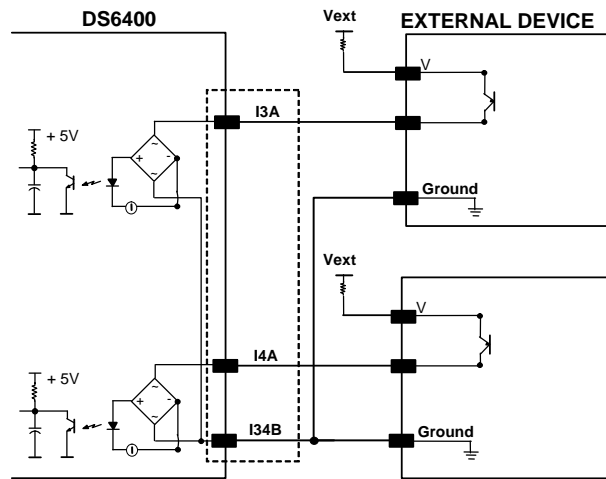 DS6400
EXTERNAL DEVICE
Vext
V
I3A
+ 5V
+ ~ - ~
I
Ground
Vext
V
I4A
+ 5V
+ ~ - ~
I
I34B
Ground